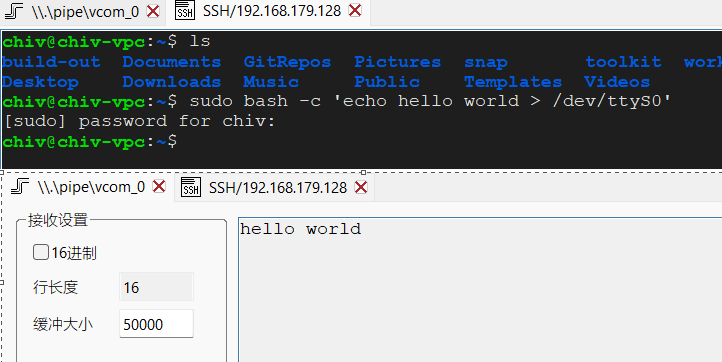 \\.\pipe\vcom_0 SSH/192.168.179.128
chiv@chiv-vpc:~$ ls
build-out Documents GitRepos Pictures snap toolkit work
Desktop Downloads Music Public Templates Videos
chiv@chiv-vpc:~$ sudo bash -c 'echo hello world > /dev/ttyS0'
[sudo] password for chiv:
chiv@chiv-vpc:~$
\\.\pipe\vcom_0 SSH/192.168.179.128
接收设置
hello world
16进制
行长度 16
缓冲大小 50000